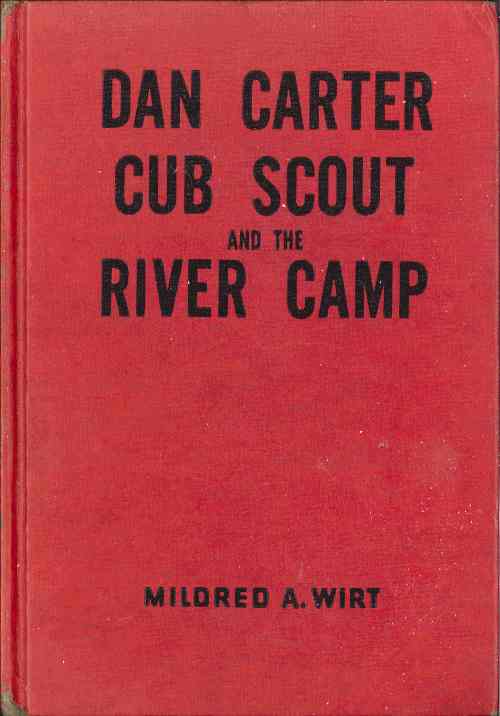 DAN CARTER
CUB SCOUT
AND THE
RIVER CAMP
MILDRED A. WIRT